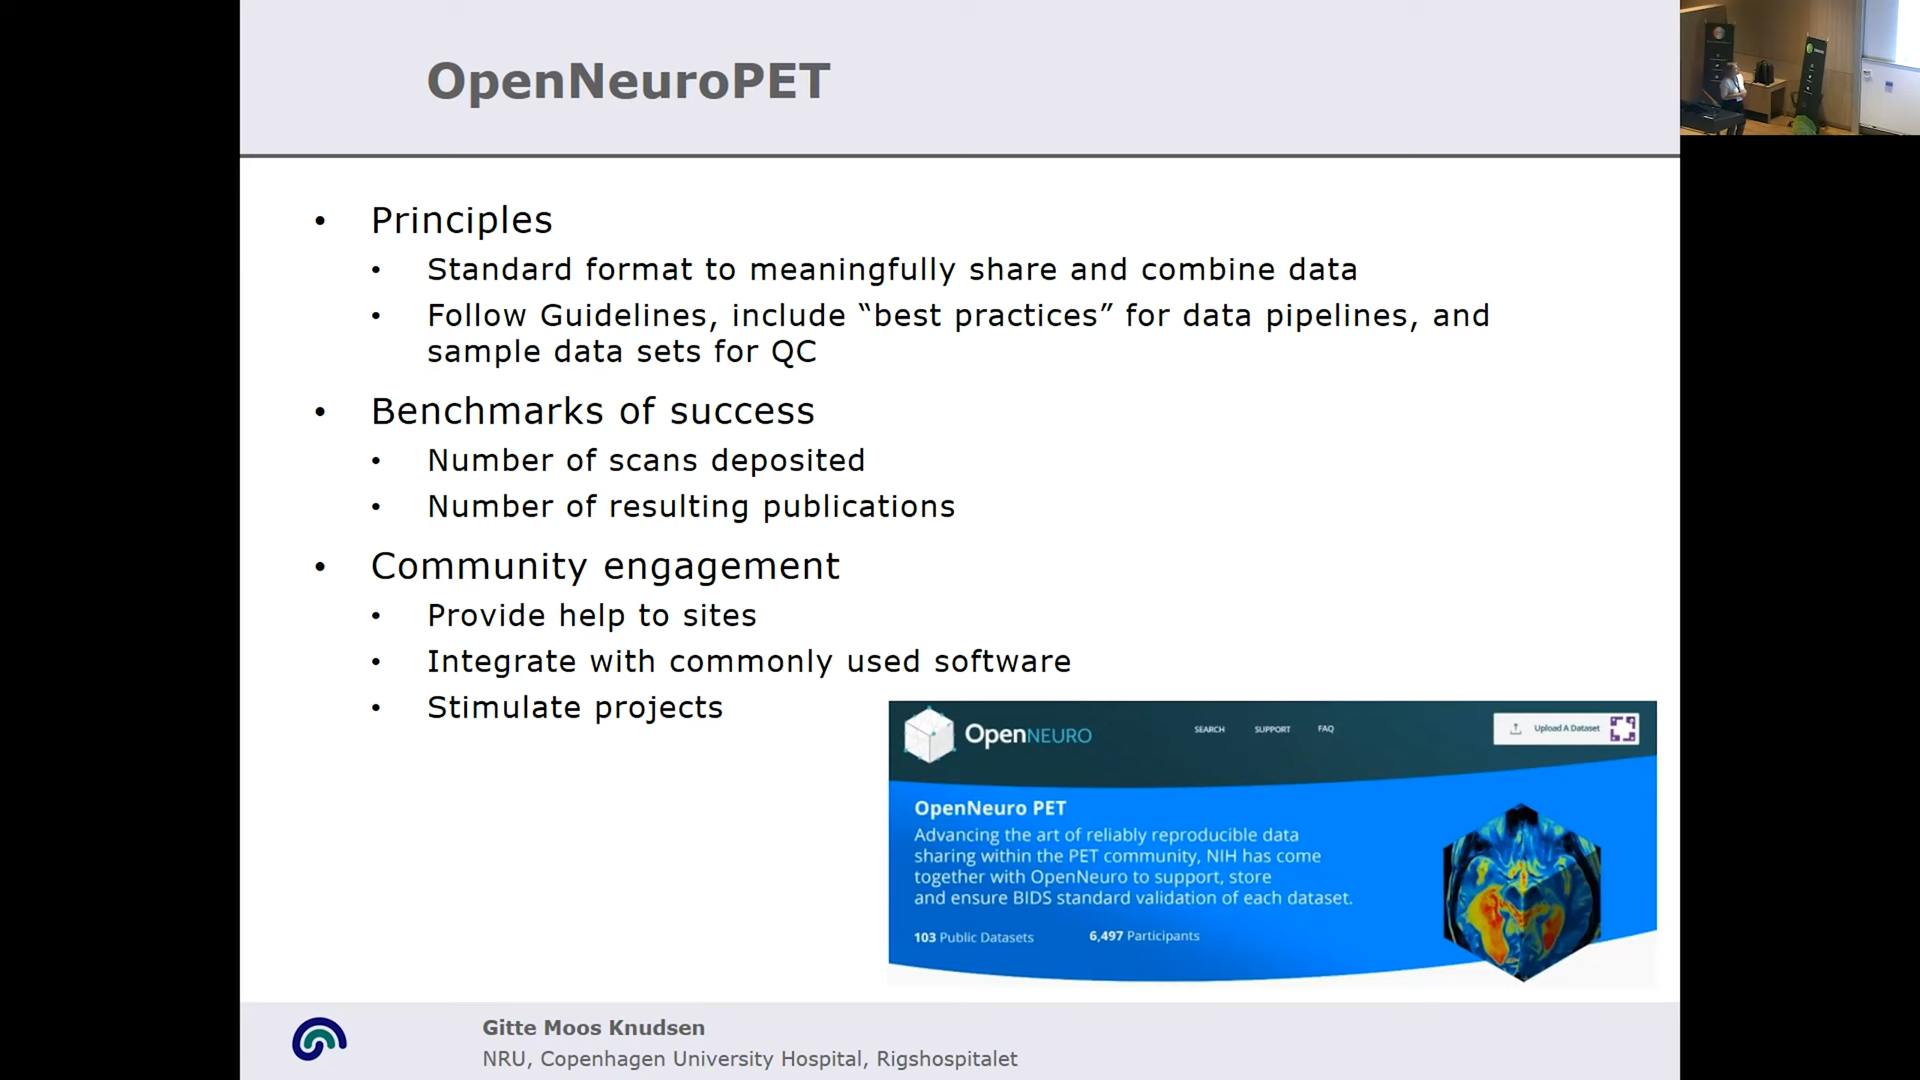 OpenNeuroPET
• Principles
• Standard format to meaningfully share and combine data
• Follow Guidelines, include “best practices” for data pipelines, and
sample data sets for QC
• Benchmarks of success
• Number of scans deposited
• Number of resulting publications
• Community engagement
• Provide help to sites
• Integrate with commonly used software
• Stimulate projects
OpenNEURO
SEARCH SUPPORT FAQ
Upload A Dataset
OpenNeuro PET
Advancing the art of reliably reproducible data
sharing within the PET community, NIH has come
together with OpenNeuro to support, store
and ensure BIDS standard validation of each dataset.
103 Public Datasets 6,497 Participants
Gitte Moos Knudsen
NRU, Copenhagen University Hospital, Rigshospitalet